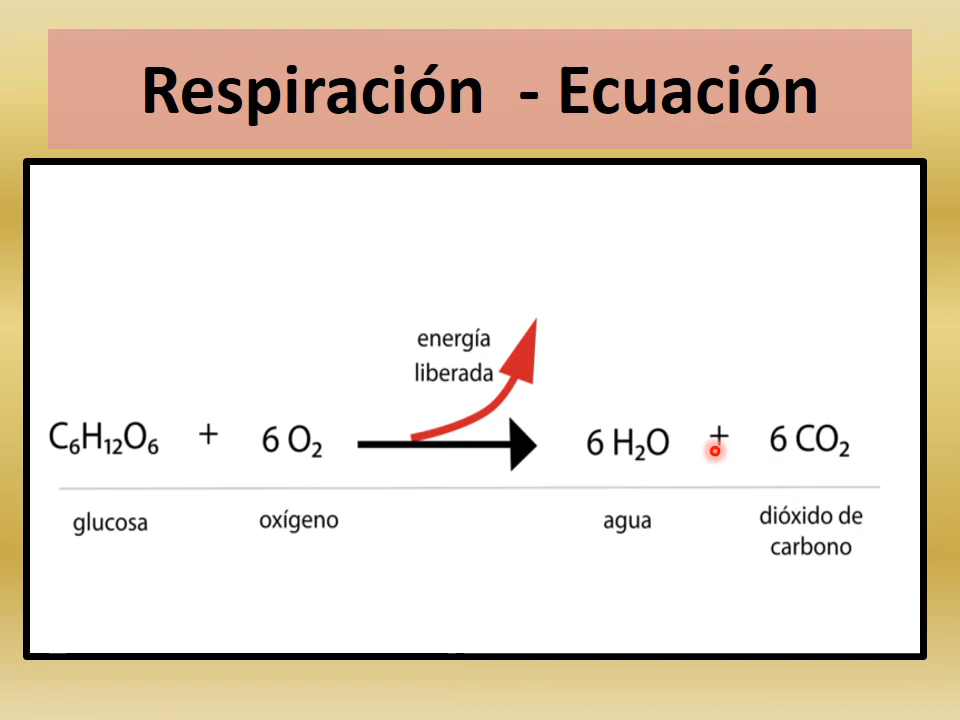 Respiración - Ecuación
energía
liberada
C₆H₁₂O₆ + 6 O₂ 6 H₂O + 6 CO₂
glucosa oxígeno agua dióxido de
carbono